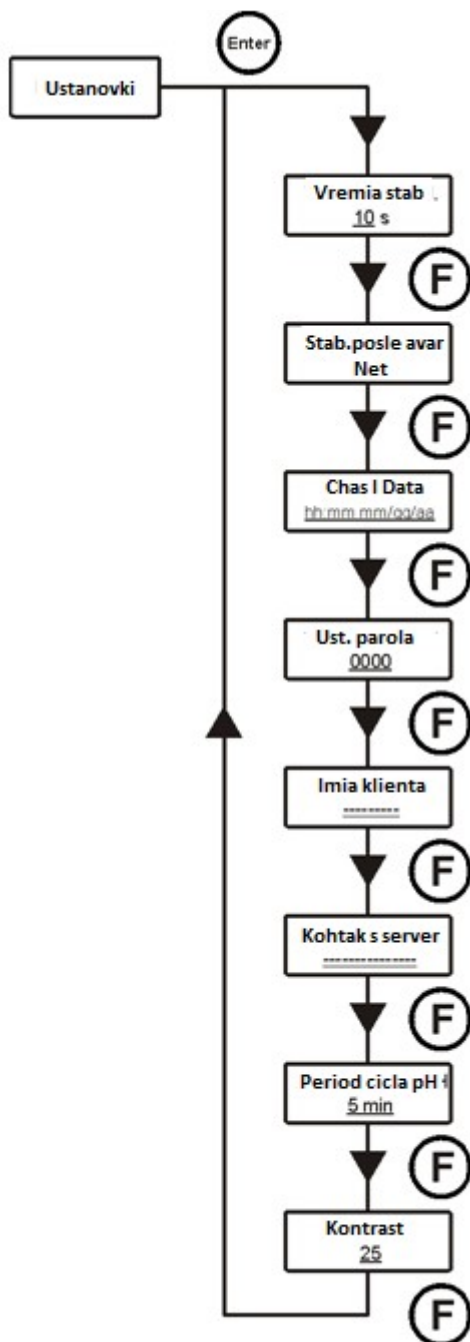 Enter
Ustanovki
Vremia stab.
10 s
F
Stab.posle avar
Net
F
Chas I Data
hh:mm mm/gg/aa
F
Ust. parola
0000
F
Imia klienta
---------
F
Kohtak s server
---------------
F
Period cicla pH
5 min
F
Kontrast
25
F